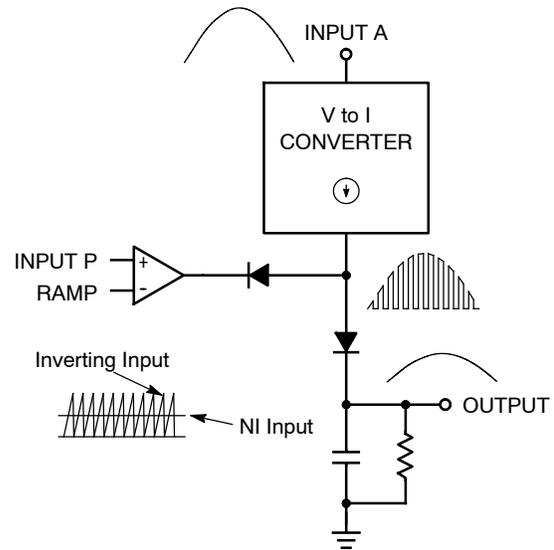 INPUT A
V to I
CONVERTER
INPUT P
+
RAMP
-
Inverting Input
NI Input
OUTPUT